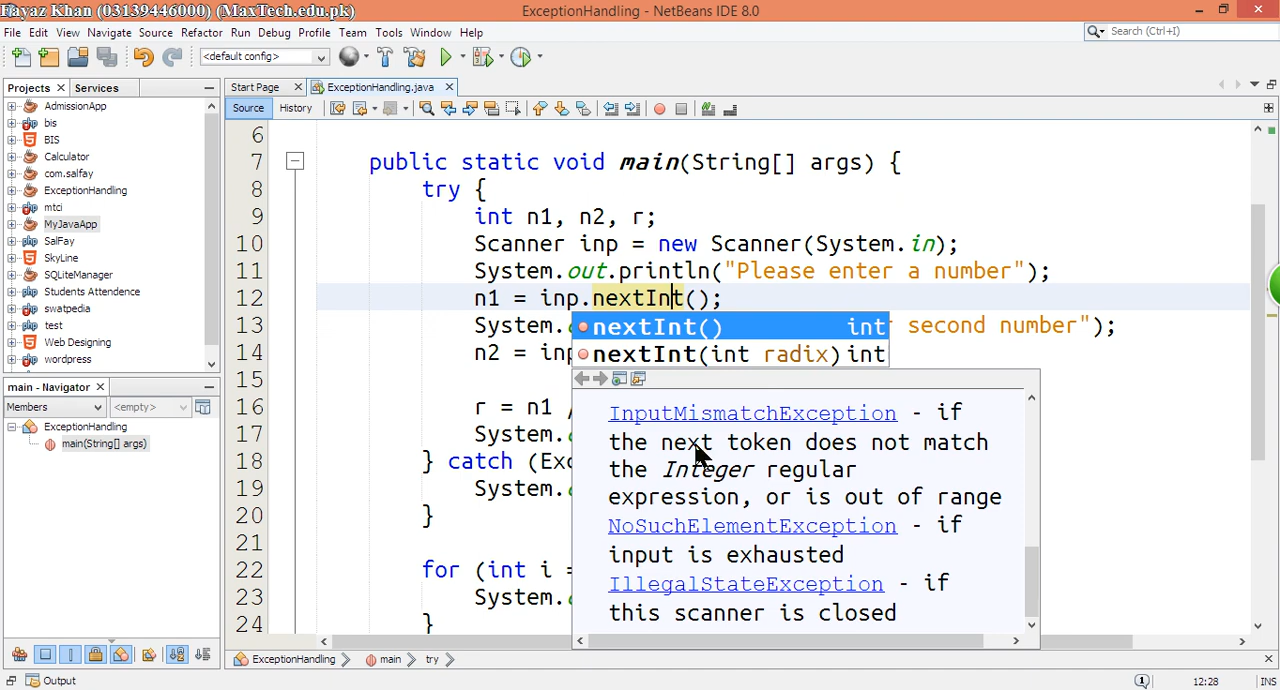 Fayaz Khan (03139446000) (MaxTech.edu.pk)
ExceptionHandling - NetBeans IDE 8.0
File Edit View Navigate Source Refactor Run Debug Profile Team Tools Window Help
Search (Ctrl+I)
<default config>
Projects Services
Start Page ExceptionHandling.java
Source History
AdmissionApp
bis
BIS
Calculator
com.salfay
ExceptionHandling
mtci
MyJavaApp
SalFay
SkyLine
SQLiteManager
Students Attendence
swatpedia
test
Web Designing
wordpress
main - Navigator
Members <empty>
ExceptionHandling
main(String[] args)
6
7 public static void main(String[] args) {
8 try {
9 int n1, n2, r;
10 Scanner inp = new Scanner(System.in);
11 System.out.println("Please enter a number");
12 n1 = inp.nextInt();
13 System. second number");
14 n2 = inp
15
16 r = n1
17 System.
18 } catch (Exc
19 System.
20 }
21
22 for (int i =
23 System.
24 }
nextInt() int
nextInt(int radix) int
InputMismatchException - if
the next token does not match
the Integer regular
expression, or is out of range
NoSuchElementException - if
input is exhausted
IllegalStateException - if
this scanner is closed
ExceptionHandling main try
Output
1 12:28 INS